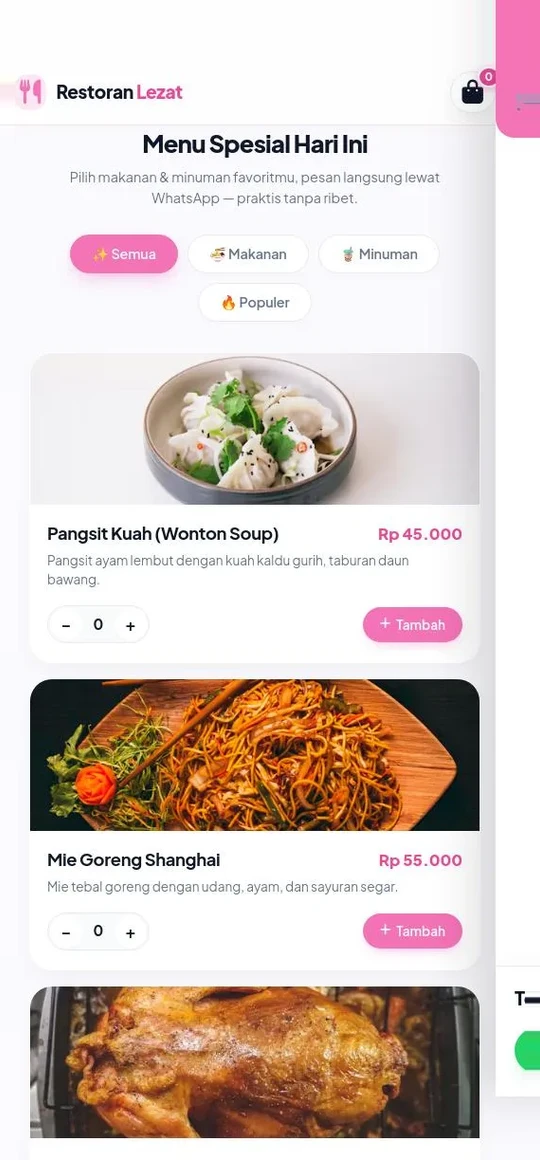 Restoran Lezat
0
Menu Spesial Hari Ini
Pilih makanan & minuman favoritmu, pesan langsung lewat
WhatsApp — praktis tanpa ribet.
✨ Semua
🍜 Makanan
🧋 Minuman
🔥 Populer
Pangsit Kuah (Wonton Soup)
Rp 45.000
Pangsit ayam lembut dengan kuah kaldu gurih, taburan daun
bawang.
− 0 +
+ Tambah
Mie Goreng Shanghai
Rp 55.000
Mie tebal goreng dengan udang, ayam, dan sayuran segar.
− 0 +
+ Tambah